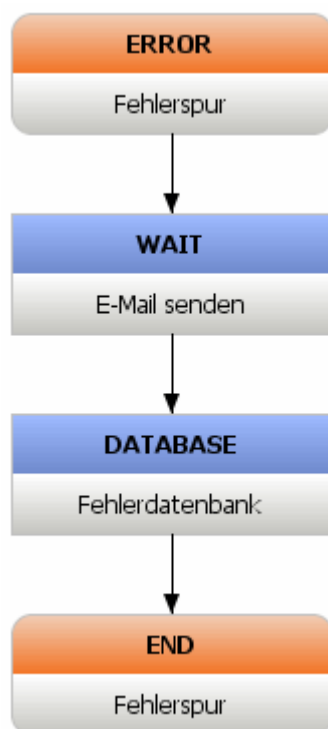 ERROR
Fehlerspur
WAIT
E-Mail senden
DATABASE
Fehlerdatenbank
END
Fehlerspur